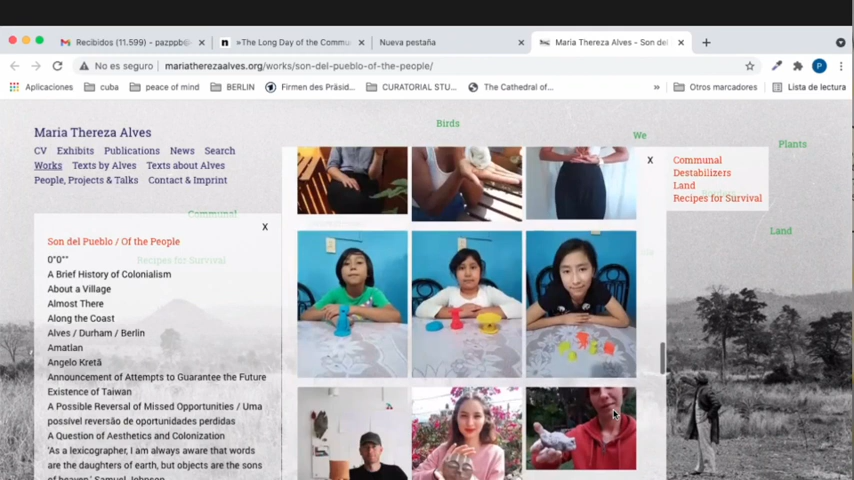 Recibidos (11.599) - pazppb@
»The Long Day of the Commu
Nueva pestaña
Maria Thereza Alves - Son del
No es seguro
mariatherezaalves.org/works/son-del-pueblo-of-the-people/
P
Aplicaciones
cuba
peace of mind
BERLIN
Firmen des Präsid...
CURATORIAL STU...
The Cathedral of...
»
Otros marcadores
Lista de lectura
Birds
We
Plants
Maria Thereza Alves
CV Exhibits Publications News Search
Works Texts by Alves Texts about Alves
People, Projects & Talks Contact & Imprint
X
Communal
Destabilizers
Land
Recipes for Survival
Communal
Land
X
Son del Pueblo / Of the People
0°0°°
Recipes for Survival
A Brief History of Colonialism
About a Village
Almost There
Along the Coast
Alves / Durham / Berlin
Amatlan
Angelo Kretã
Announcement of Attempts to Guarantee the Future
Existence of Taiwan
A Possible Reversal of Missed Opportunities / Uma
possível reversão de oportunidades perdidas
A Question of Aesthetics and Colonization
'As a lexicographer, I am always aware that words
are the daughters of earth, but objects are the sons
of heaven.' Samuel Johnson